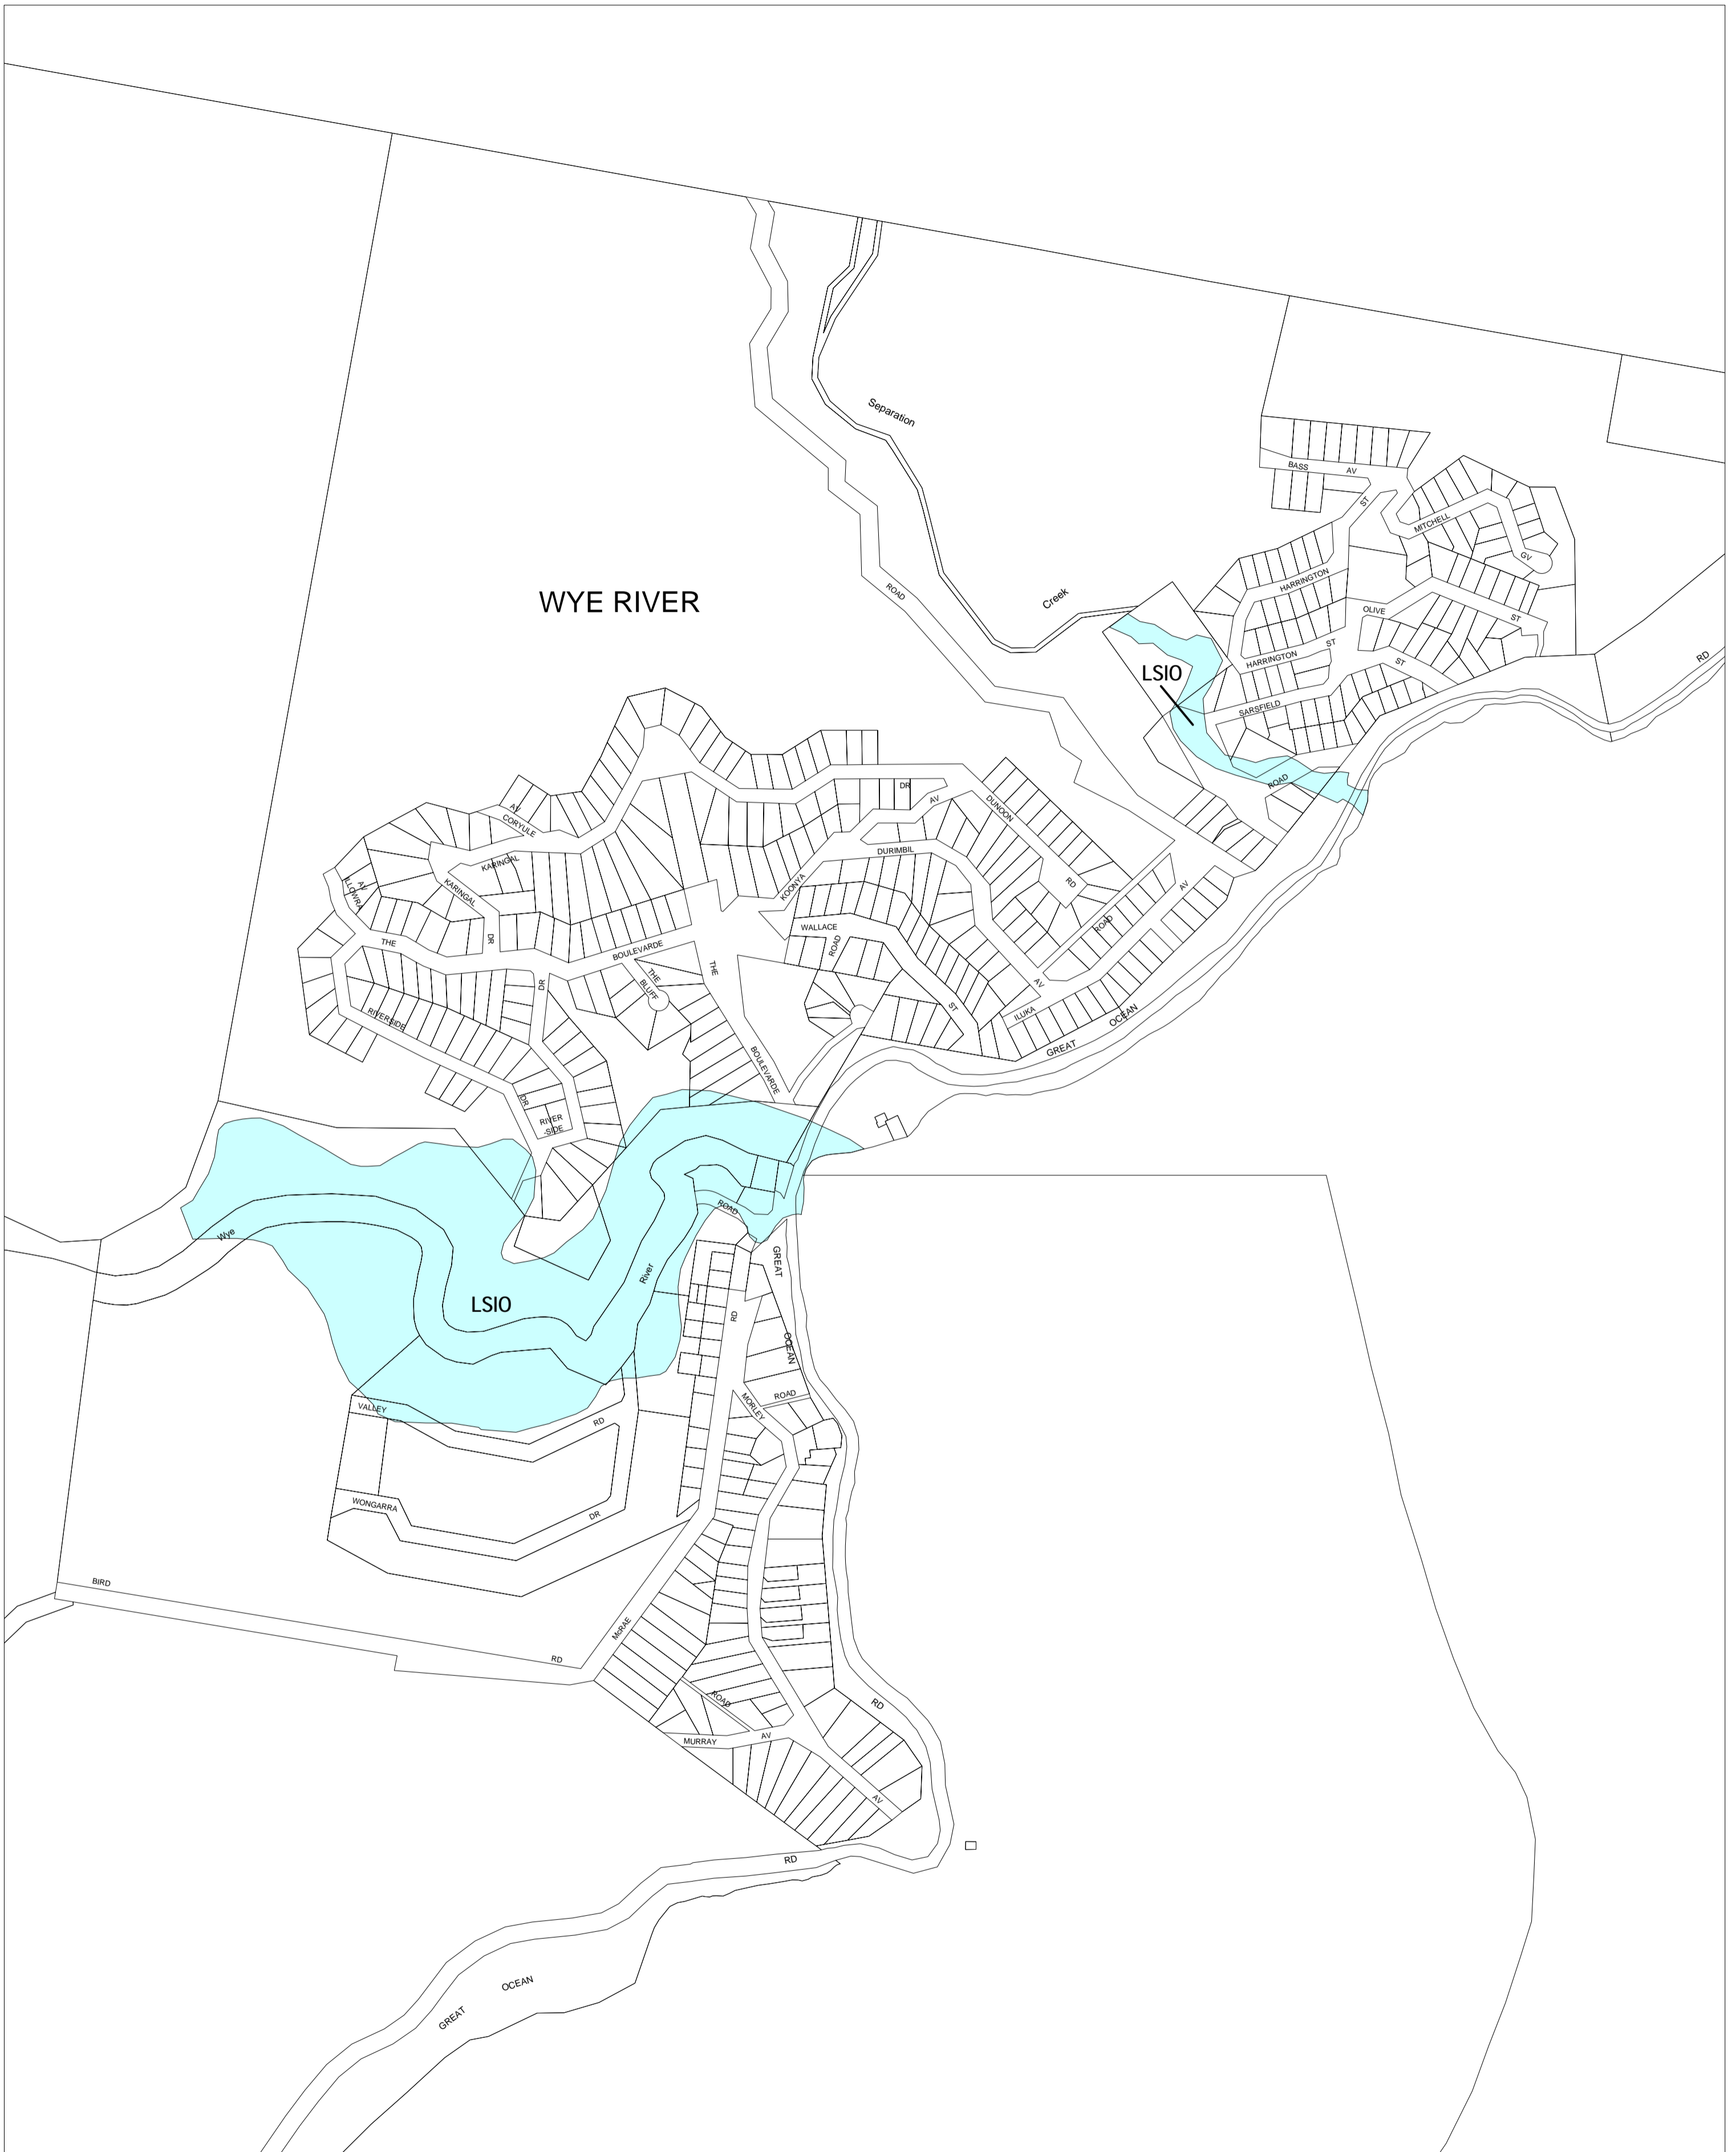 Separation
BASS
AV
ST
MITCHELL
GV
HARRINGTON
Creek
ROAD
WYE RIVER
OLIVE
ST
ST
HARRINGTON
ST
RD
LSIO
SARSFIELD
ROAD
DR
AV
DUNOON
AV
CORYULE
DURIMBIL
KARINGAL
KARINGAL
KOONYA
RD
AV
AV
ILLOWRA
WALLACE
ROAD
ROAD
THE
DR
BOULEVARDE
THE
THE
BLUFF
DR
AV
ST
ILUKA
OCEAN
GREAT
RIVERSIDE
BOULEVARDE
DR
RIVER
-SIDE
ROAD
Wye
River
GREAT
LSIO
RD
OCEAN
ROAD
MORLEY
VALLEY
RD
WONGARRA
DR
BIRD
McRAE
RD
ROAD
RD
MURRAY
AV
AV
RD
OCEAN
GREAT